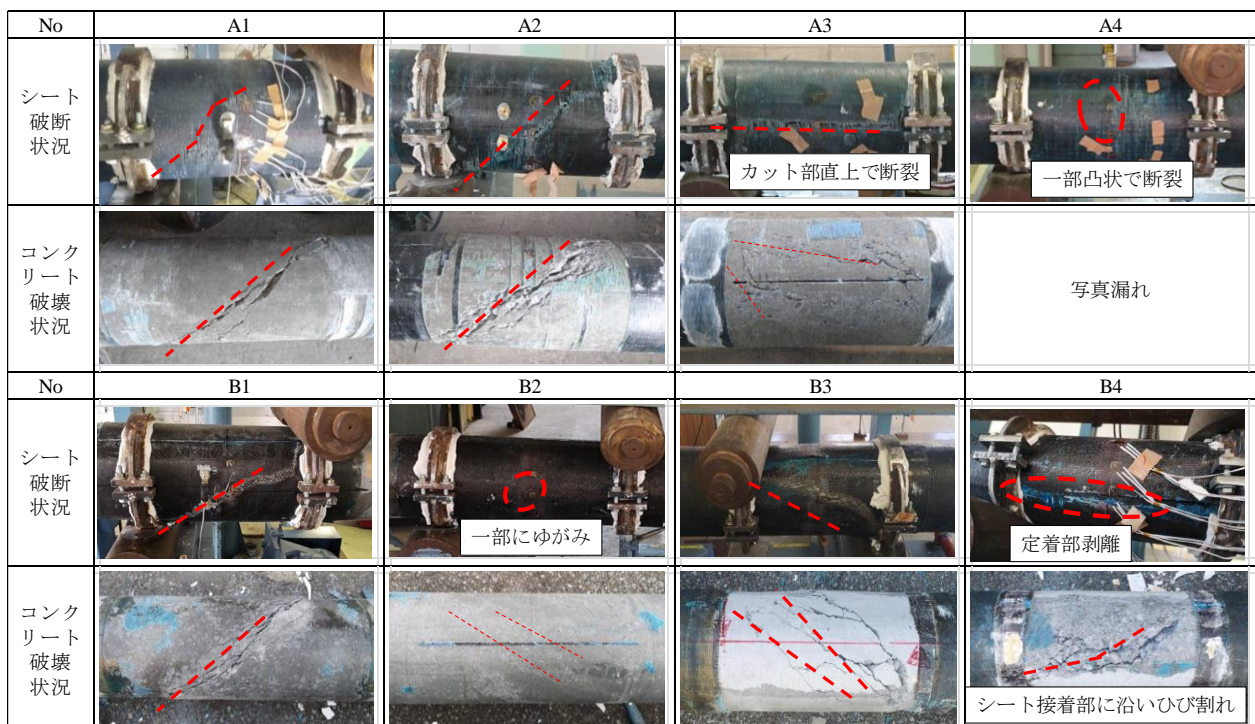 No A1 A2 A3 A4
シート
破断
状況
カット部直上で断裂
一部凸状で断裂
コンク
リート
破壊
状況
写真漏れ
No B1 B2 B3 B4
シート
破断
状況
一部にゆがみ
定着部剥離
コンク
リート
破壊
状況
シート接着部に沿いひび割れ